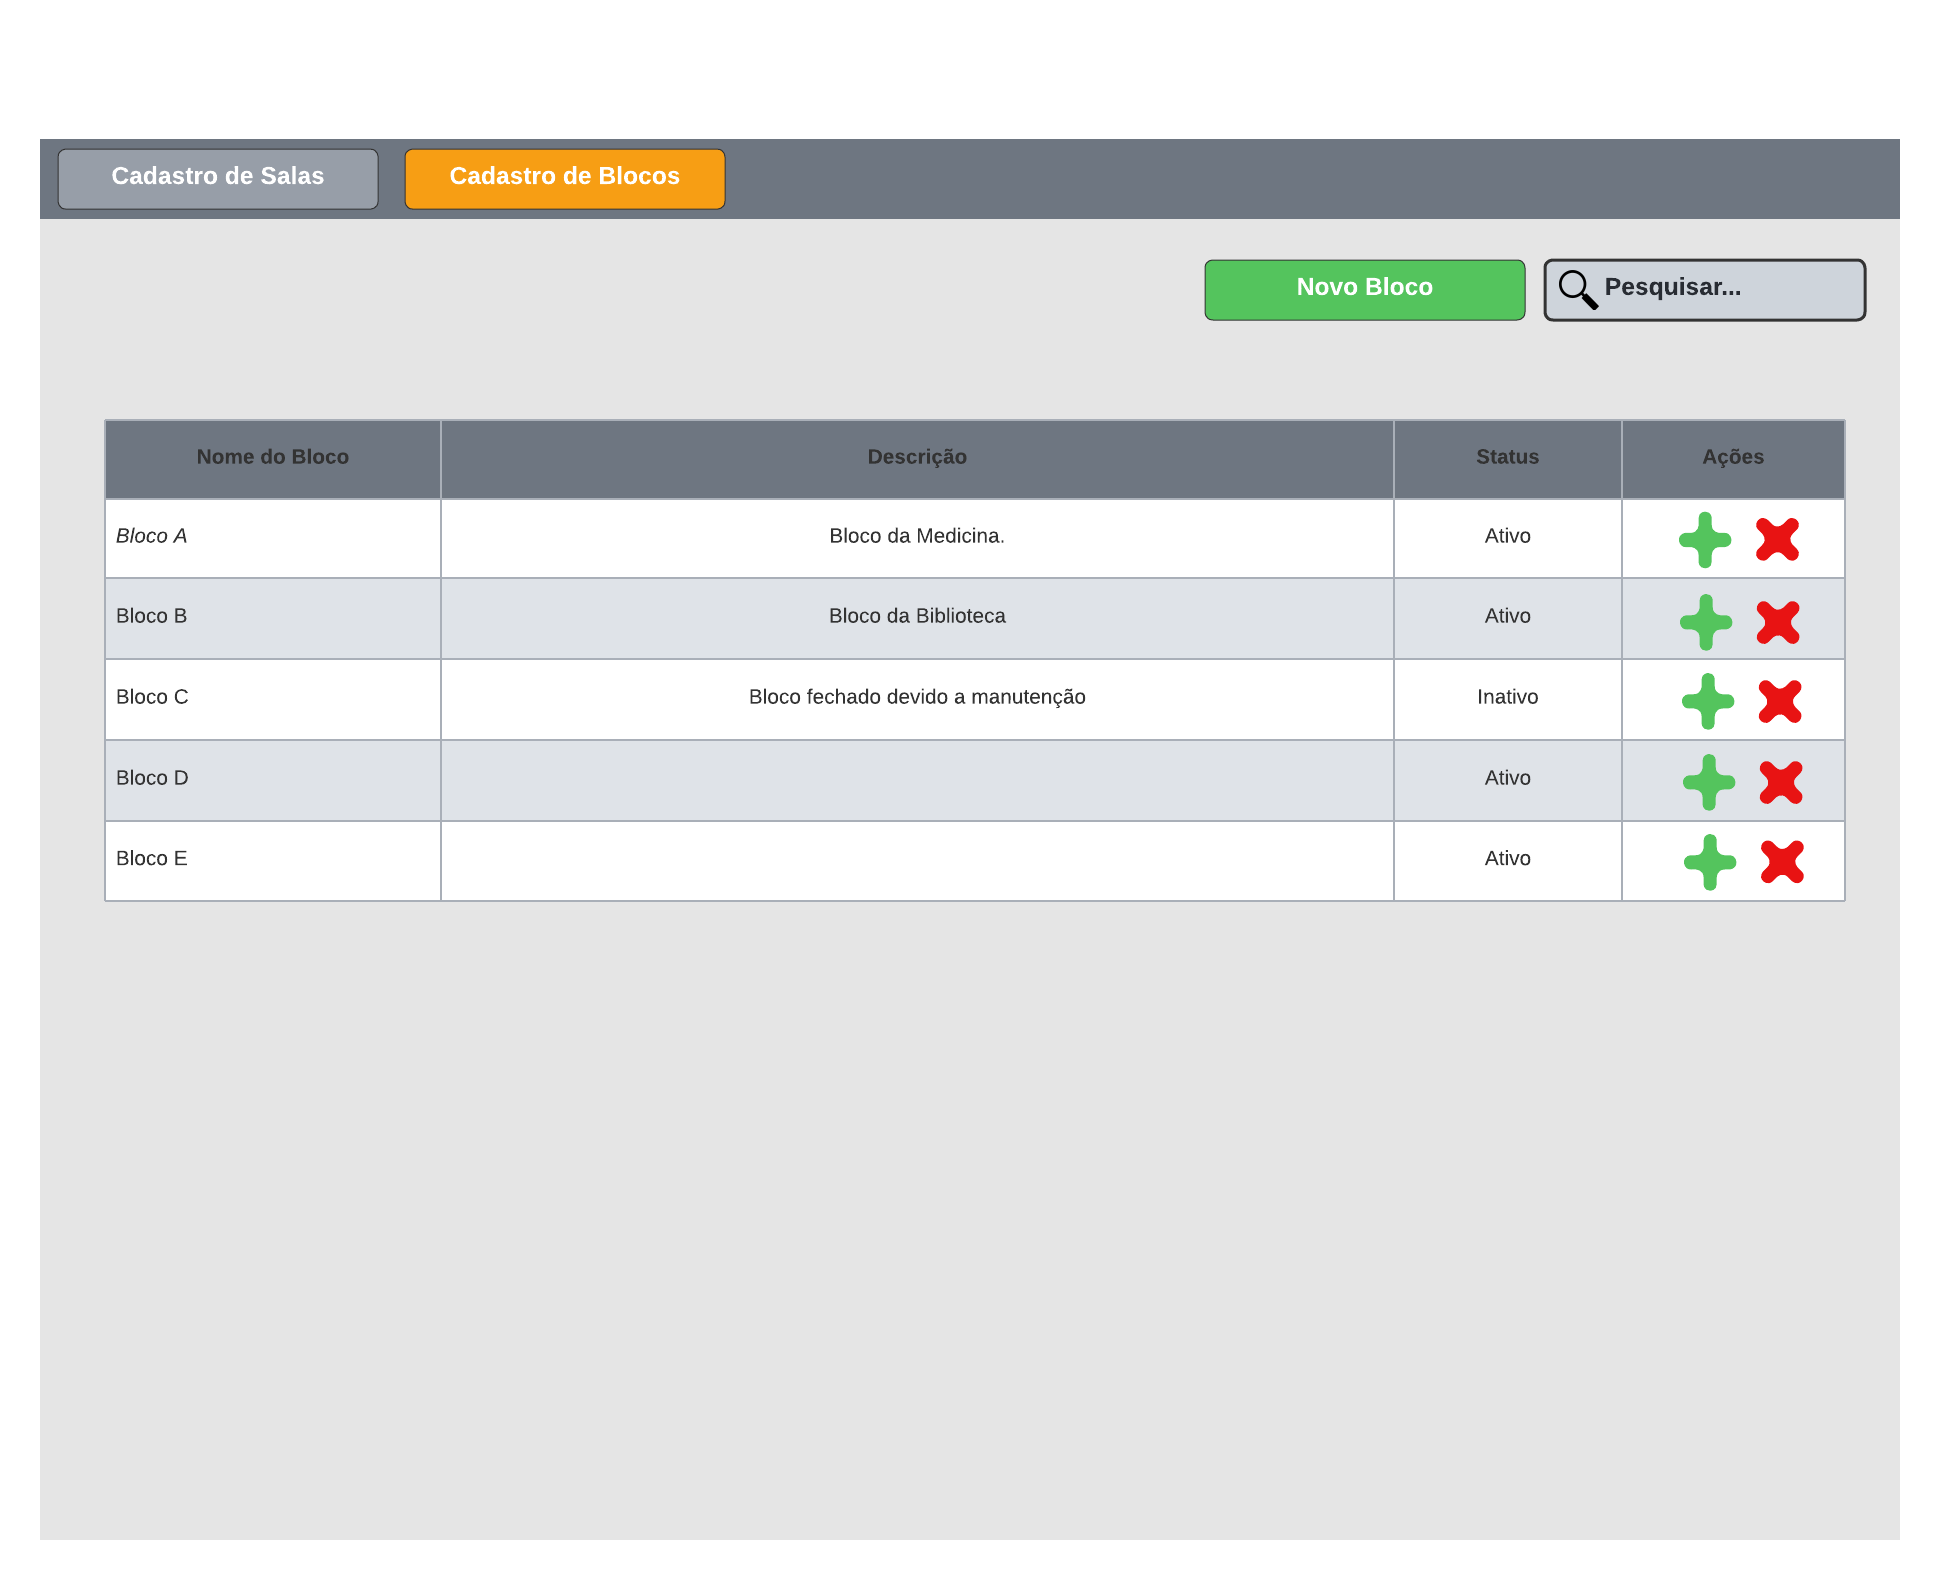 Cadastro de Salas
Cadastro de Blocos
Novo Bloco
Pesquisar...
Nome do Bloco Descrição Status Ações
Bloco A Bloco da Medicina. Ativo
Bloco B Bloco da Biblioteca Ativo
Bloco C Bloco fechado devido a manutenção Inativo
Bloco D Ativo
Bloco E Ativo